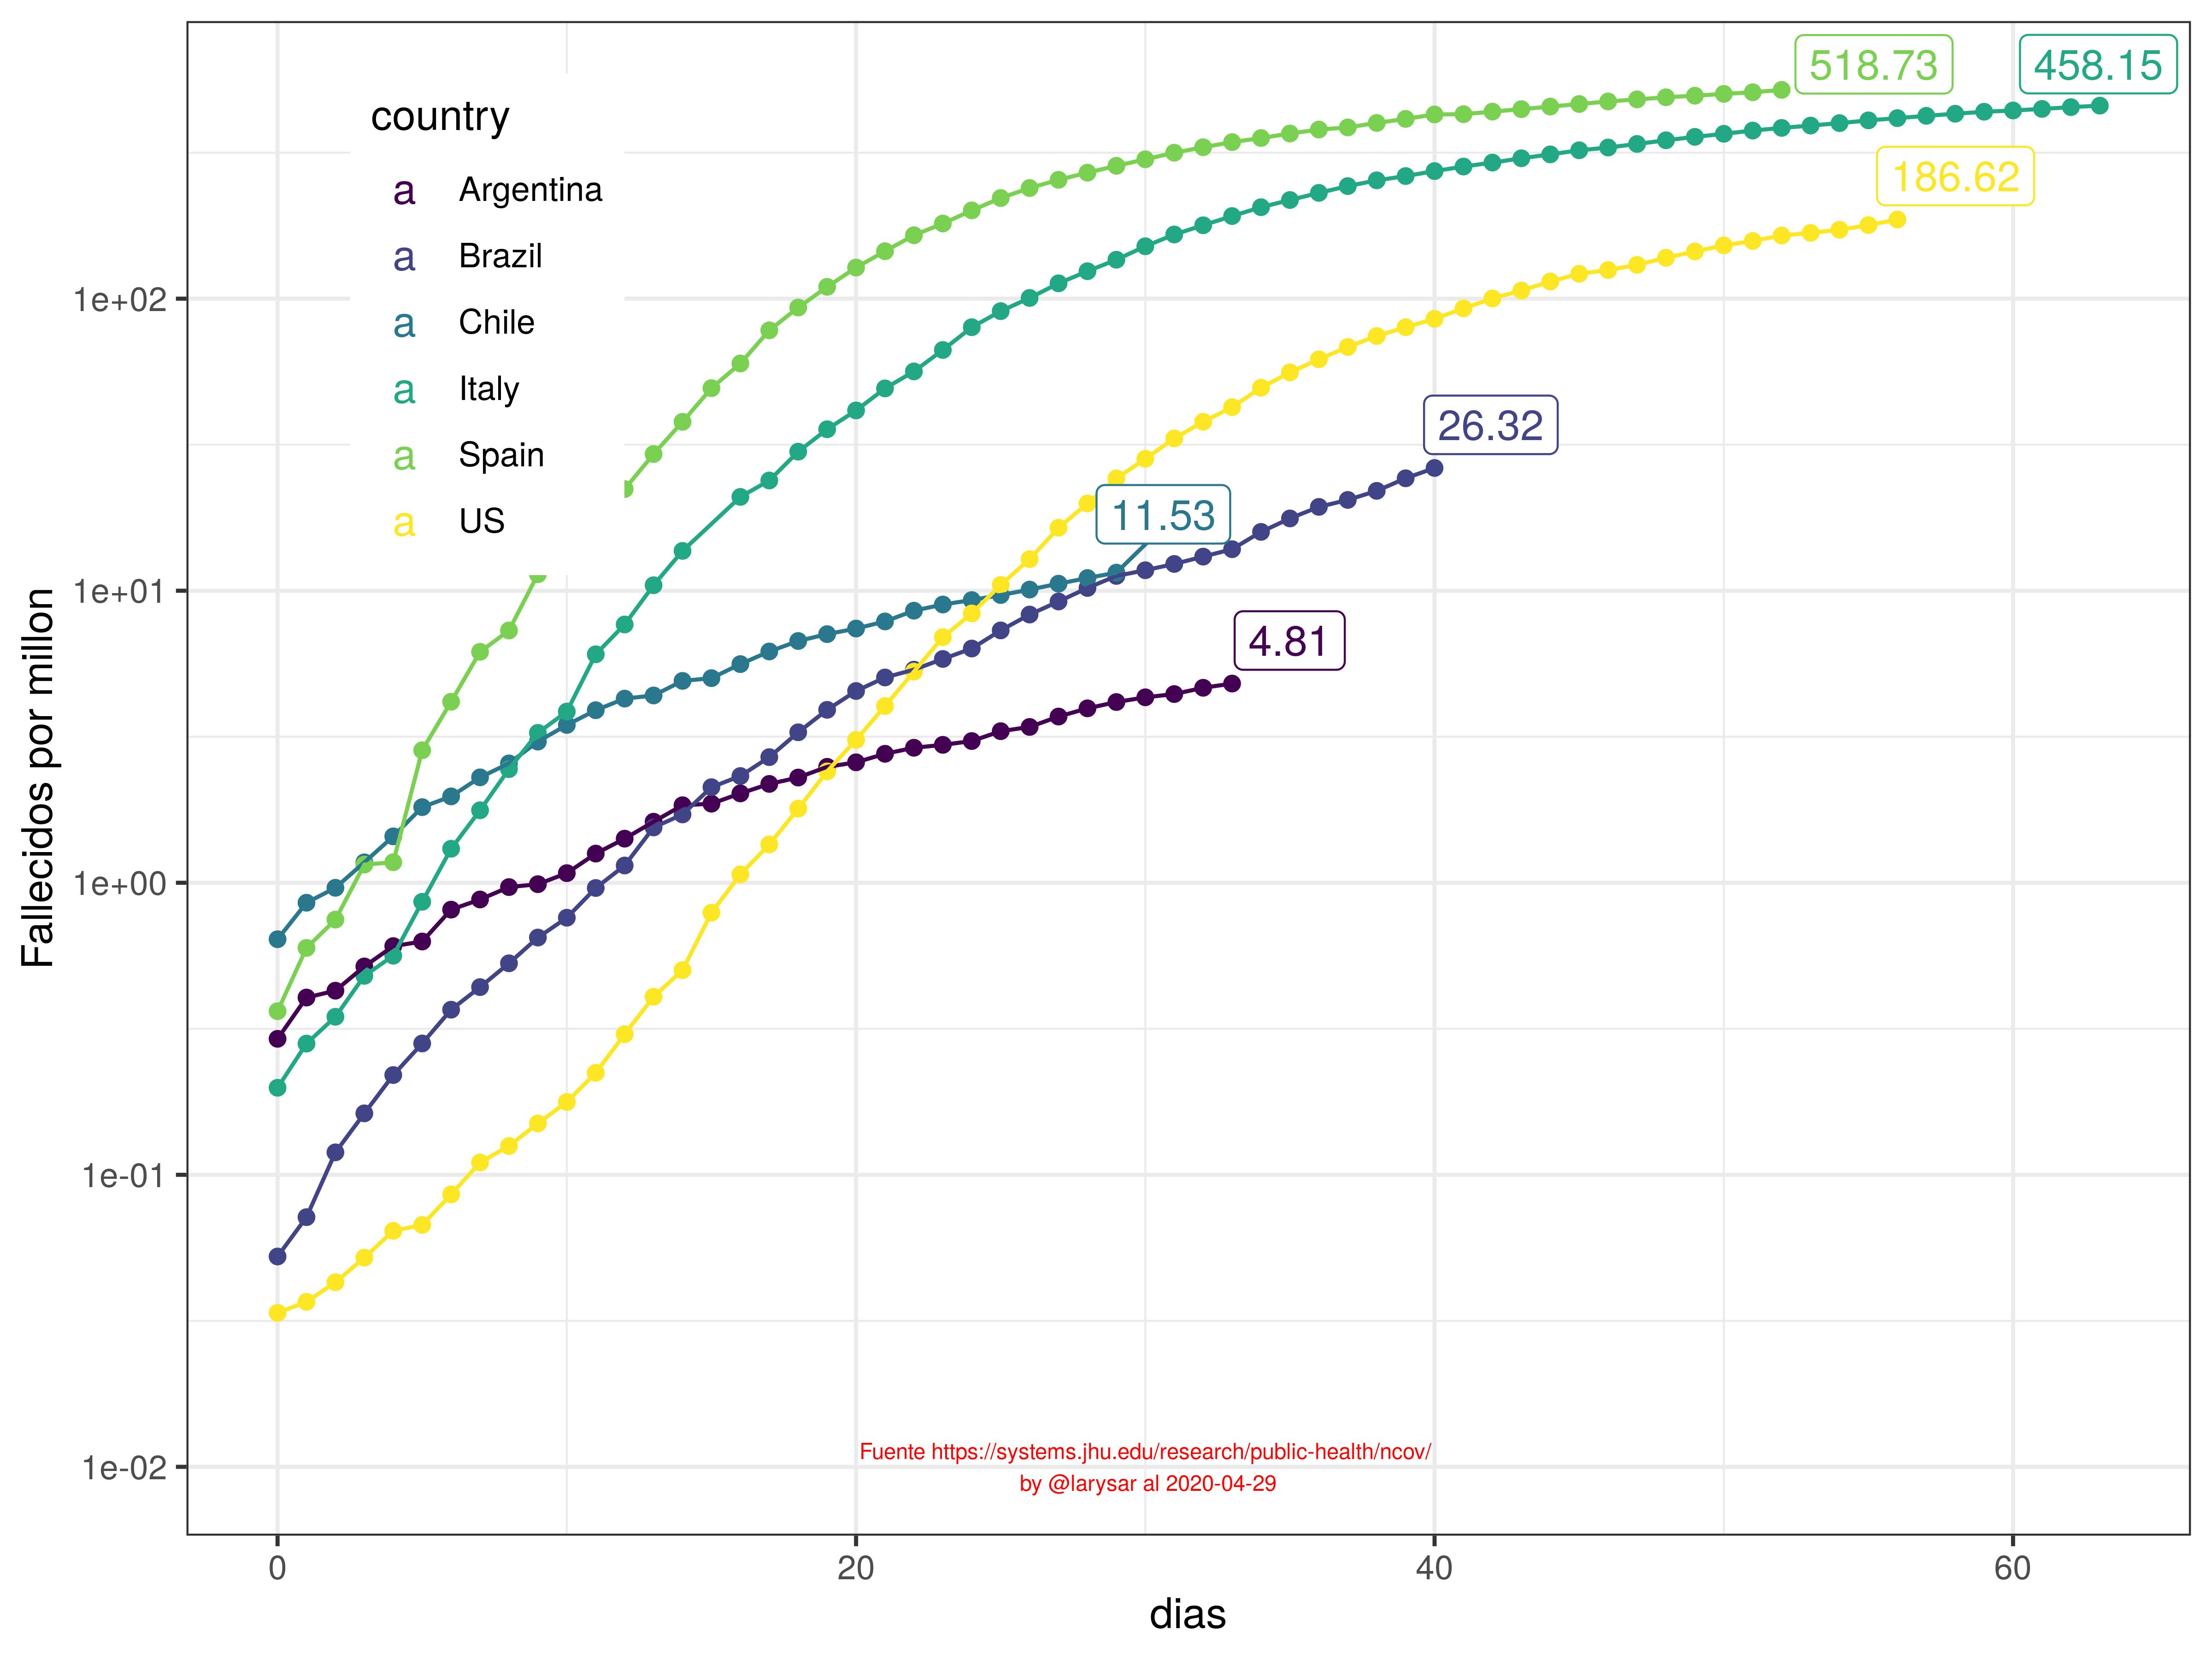 518.73
458.15
country
186.62
a Argentina
a Brazil
1e+02
a Chile
a Italy
26.32
a Spain
11.53
a US
1e+01
4.81
Fallecidos por millon
1e+00
1e-01
Fuente https://systems.jhu.edu/research/public-health/ncov/
1e-02
by @larysar al 2020-04-29
0 20 40 60
dias